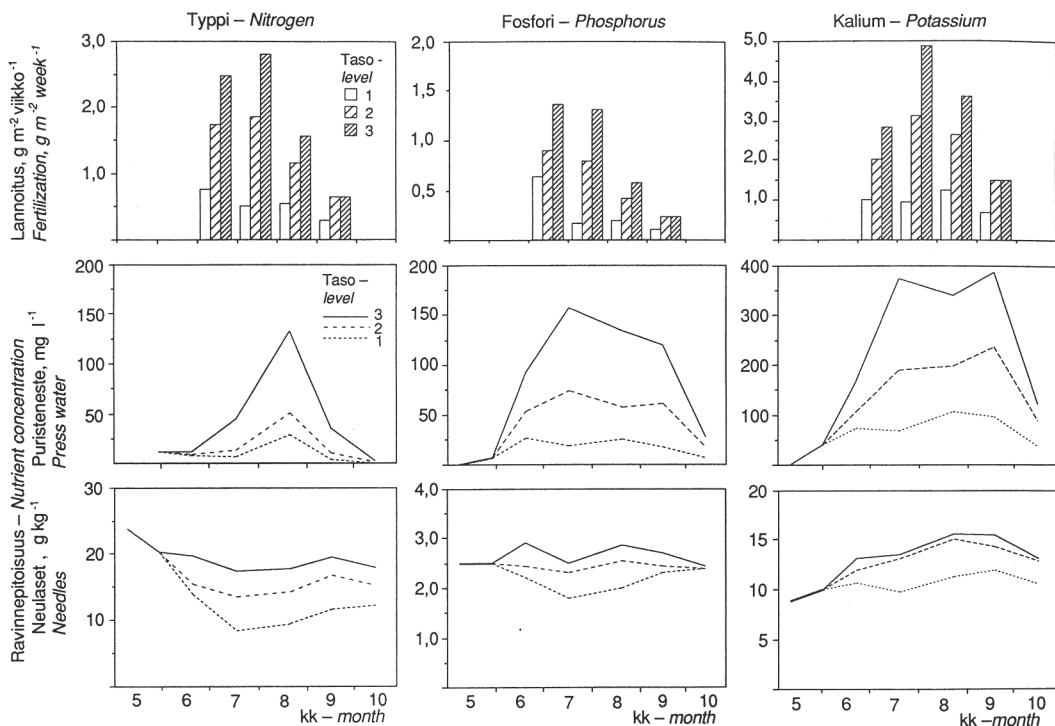 Typpi – Nitrogen
Fosfori – Phosphorus
Kalium – Potassium
Lannoitus, g m⁻² viikko⁻¹
Fertilization, g m⁻² week⁻¹
3,0
2,0
1,0
Taso -
level
1
2
3
2,0
1,5
1,0
0,5
5,0
4,0
5,0
2,0
1,0
Ravinnepitoisuus – Nutrient concentration
Puristeneste, mg l⁻¹
Press water
200
150
100
50
Taso –
level
3
2
1
200
150
100
50
400
300
200
100
Neulaset , g kg⁻¹
Needles
30
20
10
4,0
3,0
2,0
1,0
20
15
10
5
5 6 7 8 9 10
kk – month
5 6 7 8 9 10
kk – month
5 6 7 8 9 10
kk – month